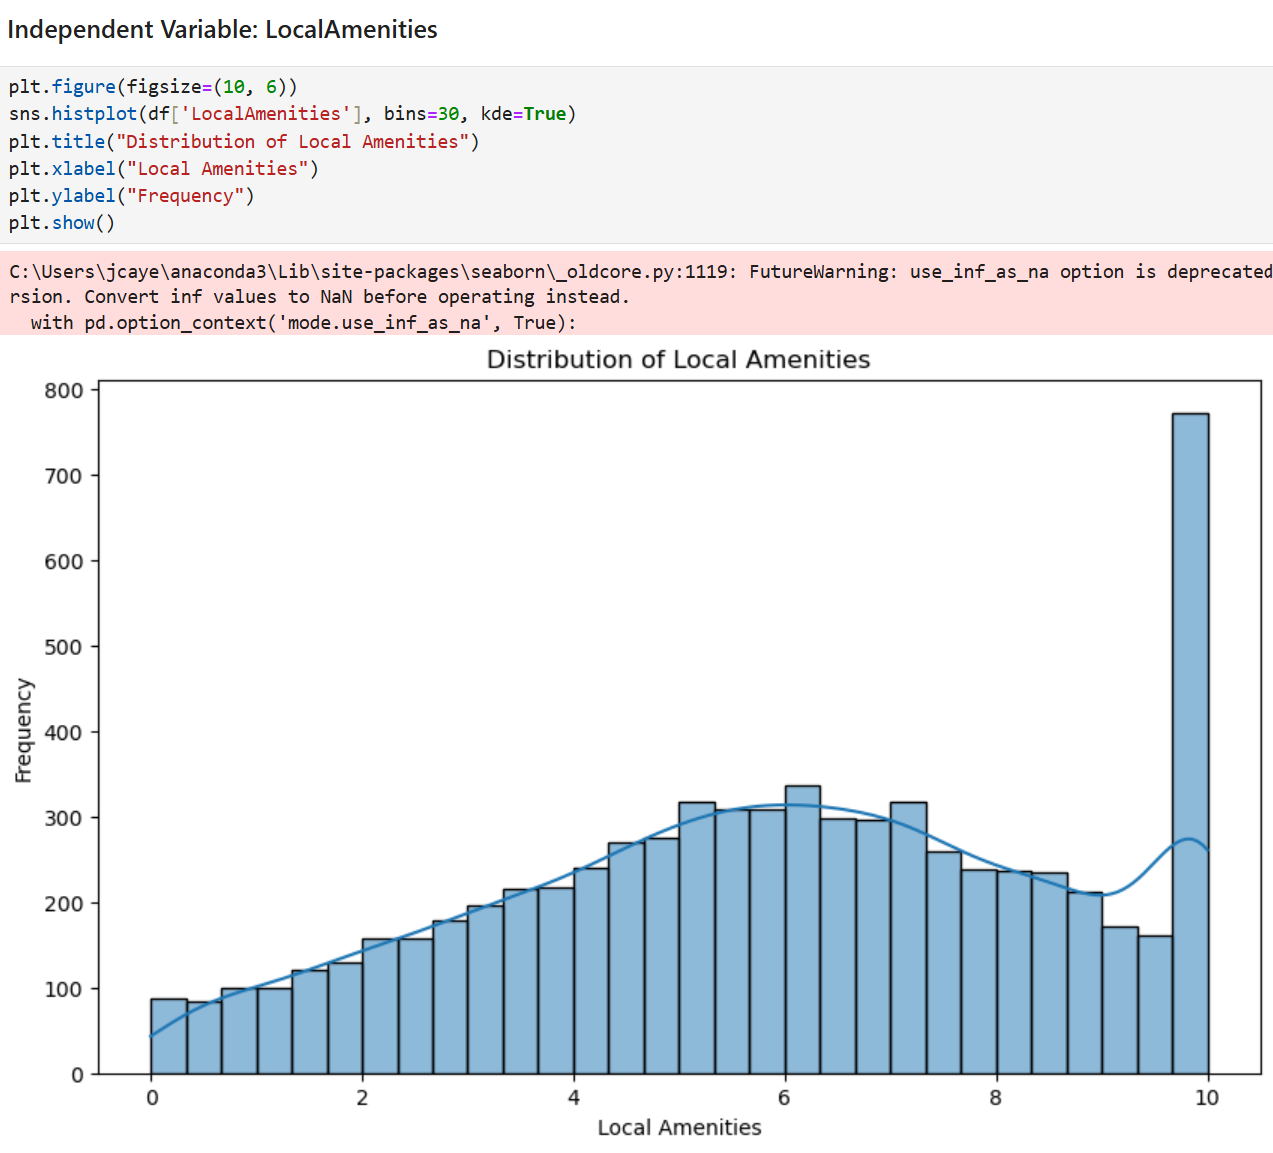 Independent Variable: LocalAmenities
plt.figure(figsize=(10, 6))
sns.histplot(df['LocalAmenities'], bins=30, kde=True)
plt.title("Distribution of Local Amenities")
plt.xlabel("Local Amenities")
plt.ylabel("Frequency")
plt.show()
C:\Users\jcaye\anaconda3\Lib\site-packages\seaborn\_oldcore.py:1119: FutureWarning: use_inf_as_na option is deprecated
rsion. Convert inf values to NaN before operating instead.
  with pd.option_context('mode.use_inf_as_na', True):
Distribution of Local Amenities
800
700
600
500
400
300
200
100
0
Frequency
0 2 4 6 8 10
Local Amenities